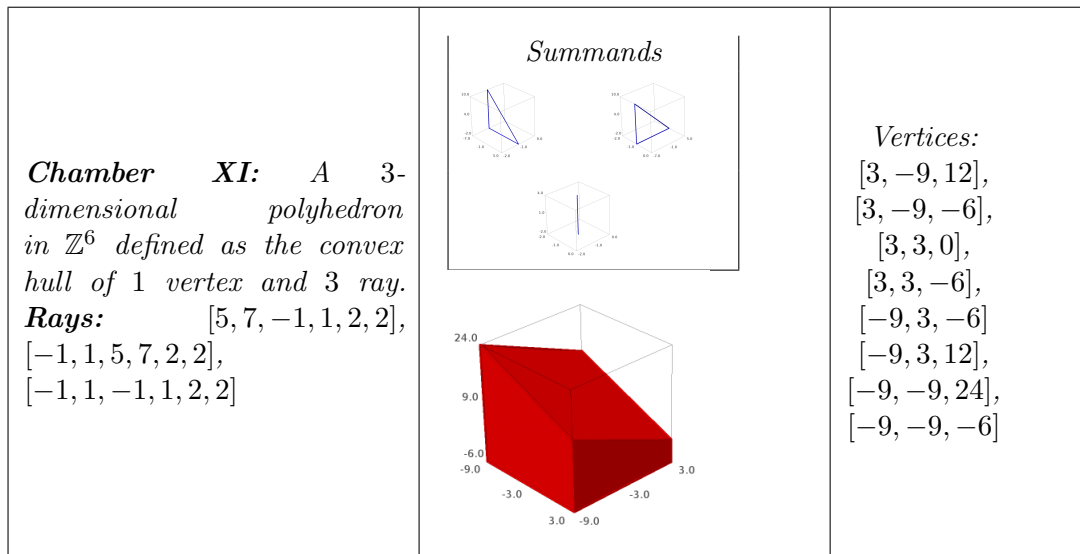 Chamber XI: A 3-
dimensional polyhedron
in ℤ⁶ defined as the convex
hull of 1 vertex and 3 ray.
Rays: [5, 7, −1, 1, 2, 2],
[−1, 1, 5, 7, 2, 2],
[−1, 1, −1, 1, 2, 2]
Summands
24.0
9.0
-6.0
-9.0
-3.0
3.0 -9.0
-3.0
3.0
Vertices:
[3, −9, 12],
[3, −9, −6],
[3, 3, 0],
[3, 3, −6],
[−9, 3, −6]
[−9, 3, 12],
[−9, −9, 24],
[−9, −9, −6]